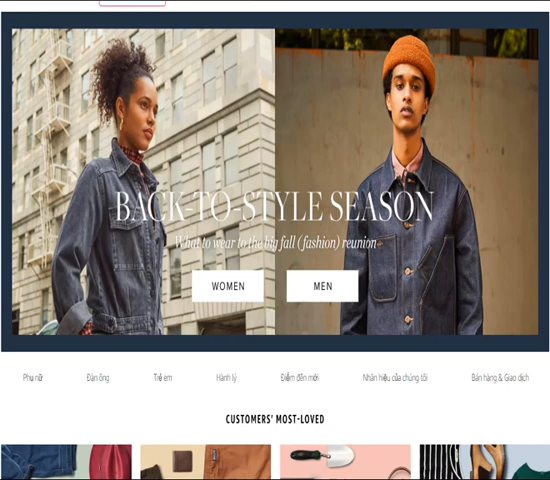 BACK-TO-STYLE SEASON
What to wear to the big fall (fashion) reunion
WOMEN
MEN
Phụ nữ
Đàn ông
Trẻ em
Hành lý
Điểm đến mới
Nhãn hiệu của chúng tôi
Bán hàng & Giao dịch
CUSTOMERS' MOST-LOVED